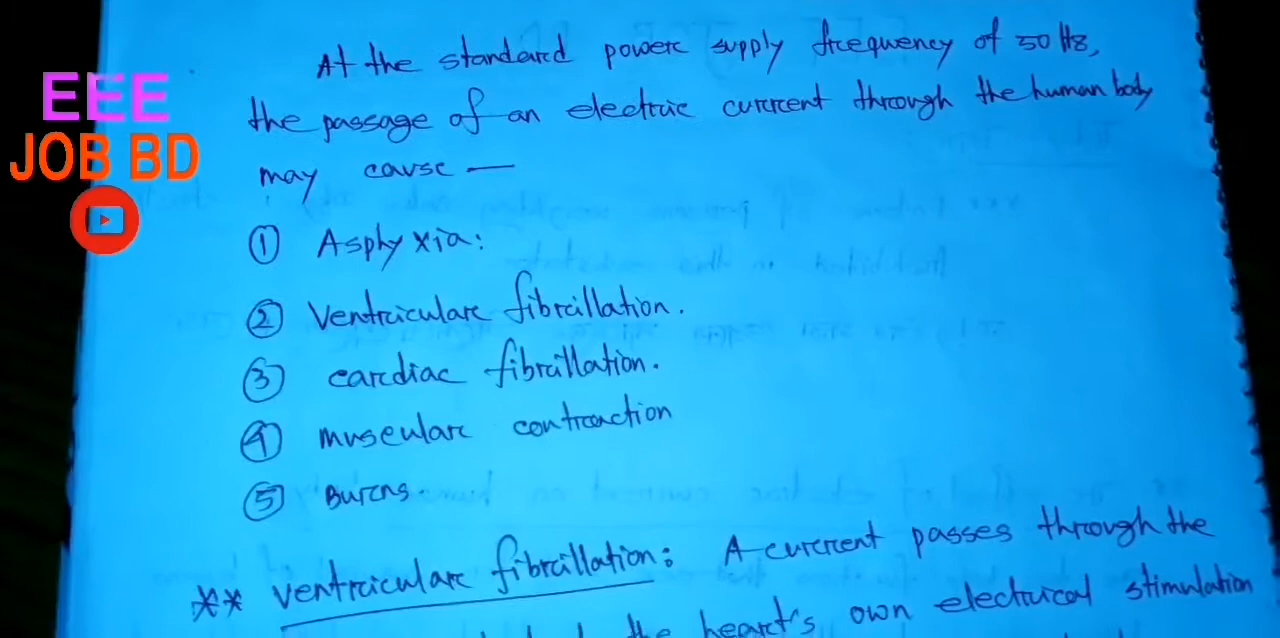 EEE
JOB BD
At the standard power supply frequency of 50 Hz,
the passage of an electric current through the human body
may cause —
① Asphyxia:
② Ventricular fibrillation.
③ cardiac fibrillation.
④ muscular contraction
⑤ Burns
** ventricular fibrillation: A current passes through the
the heart's own electrical stimulation